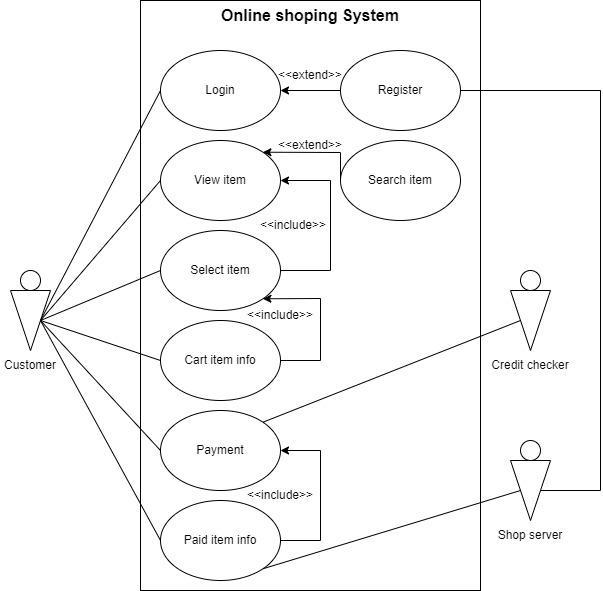 Online shoping System
Login
<<extend>>
Register
<<extend>>
View item
Search item
<<include>>
Select item
<<include>>
Cart item info
Customer
Credit checker
Payment
<<include>>
Paid item info
Shop server